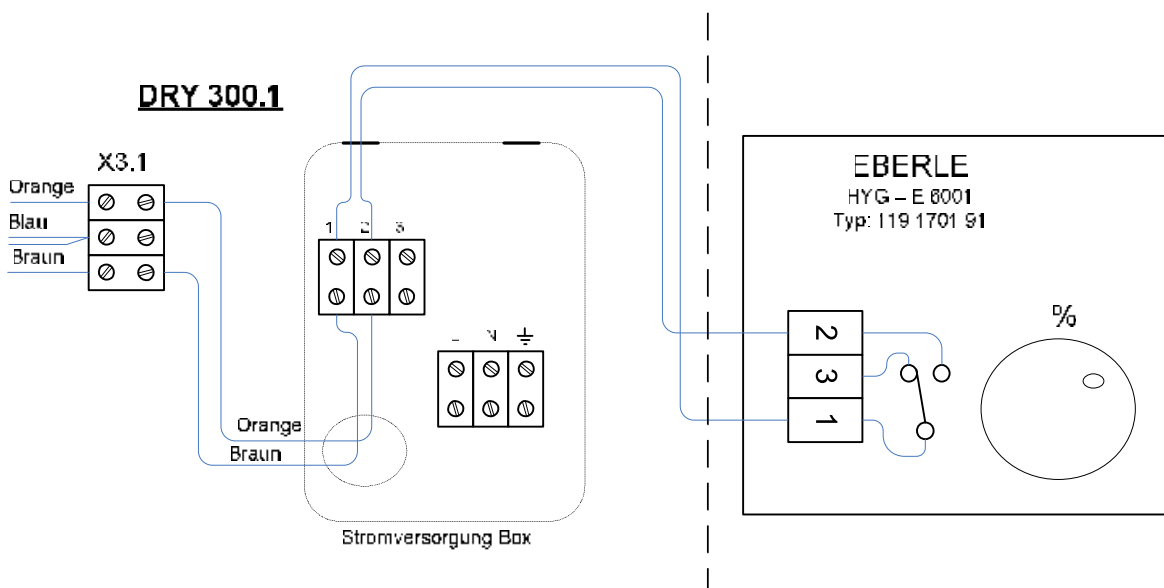 DRY 300.1
X3.1
Orange
Blau
Braun
1 2 3
N
Orange
Braun
Stromversorgung Box
EBERLE
HYG – E 6001
Typ: 119 1701 91
%
2
3
1